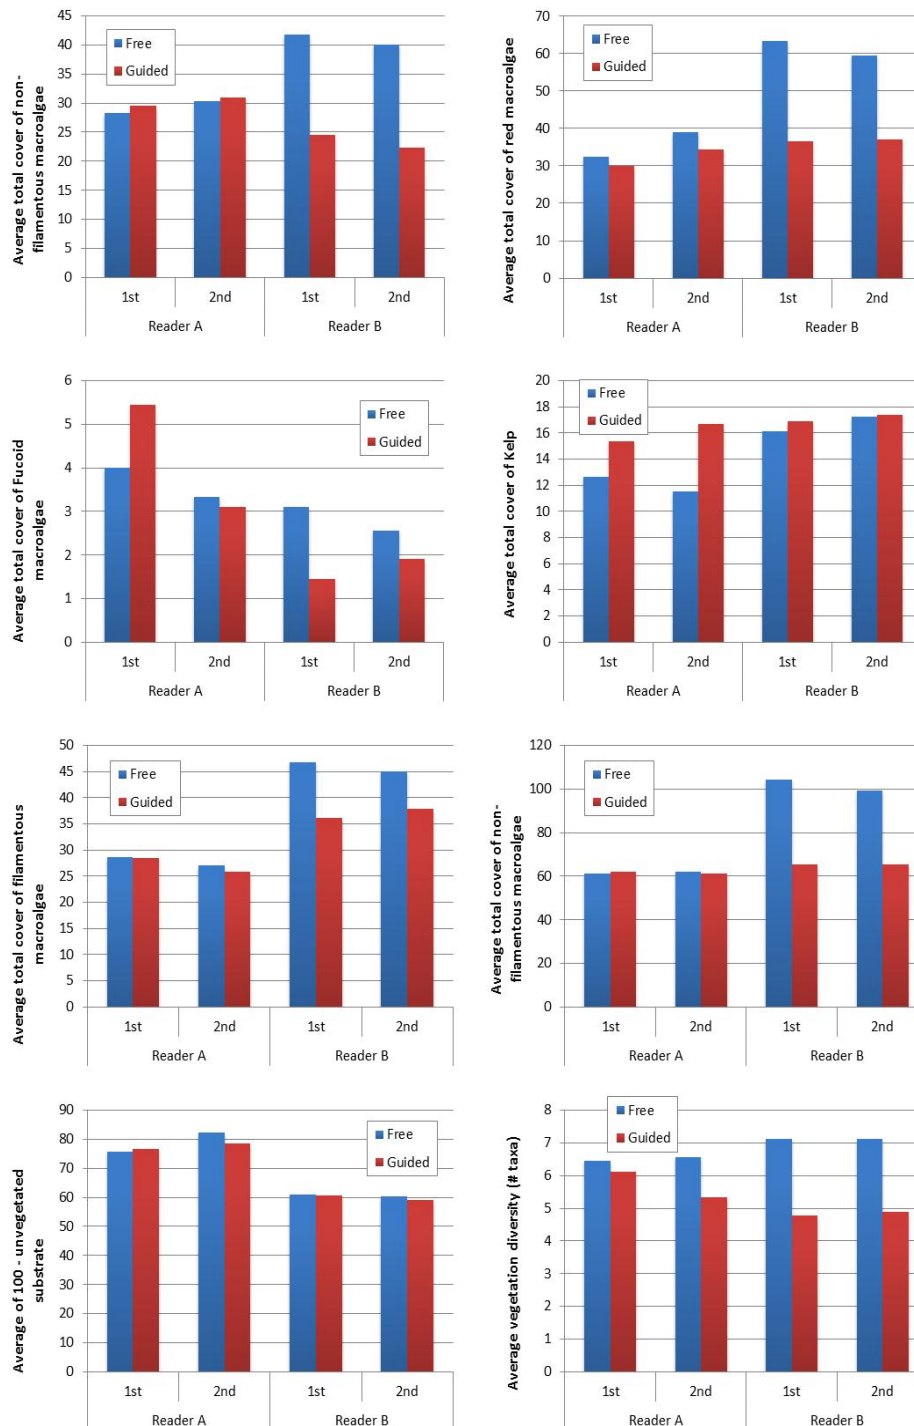 Average total cover of non-
filamentous macroalgae
45
40
35
30
25
20
15
10
5
0
Free
Guided
1st
2nd
1st
2nd
Reader A
Reader B
Average total cover of red macroalgae
70
60
50
40
30
20
10
0
Free
Guided
1st
2nd
1st
2nd
Reader A
Reader B
Average total cover of Fucoid
macroalgae
6
5
4
3
2
1
0
Free
Guided
1st
2nd
1st
2nd
Reader A
Reader B
Average total cover of Kelp
20
18
16
14
12
10
8
6
4
2
0
Free
Guided
1st
2nd
1st
2nd
Reader A
Reader B
Average total cover of filamentous
macroalgae
50
45
40
35
30
25
20
15
10
5
0
Free
Guided
1st
2nd
1st
2nd
Reader A
Reader B
Average total cover of non-
filamentous macroalgae
120
100
80
60
40
20
0
Free
Guided
1st
2nd
1st
2nd
Reader A
Reader B
Average of 100 - unvegetated
substrate
90
80
70
60
50
40
30
20
10
0
Free
Guided
1st
2nd
1st
2nd
Reader A
Reader B
Average vegetation diversity (# taxa)
8
7
6
5
4
3
2
1
0
Free
Guided
1st
2nd
1st
2nd
Reader A
Reader B